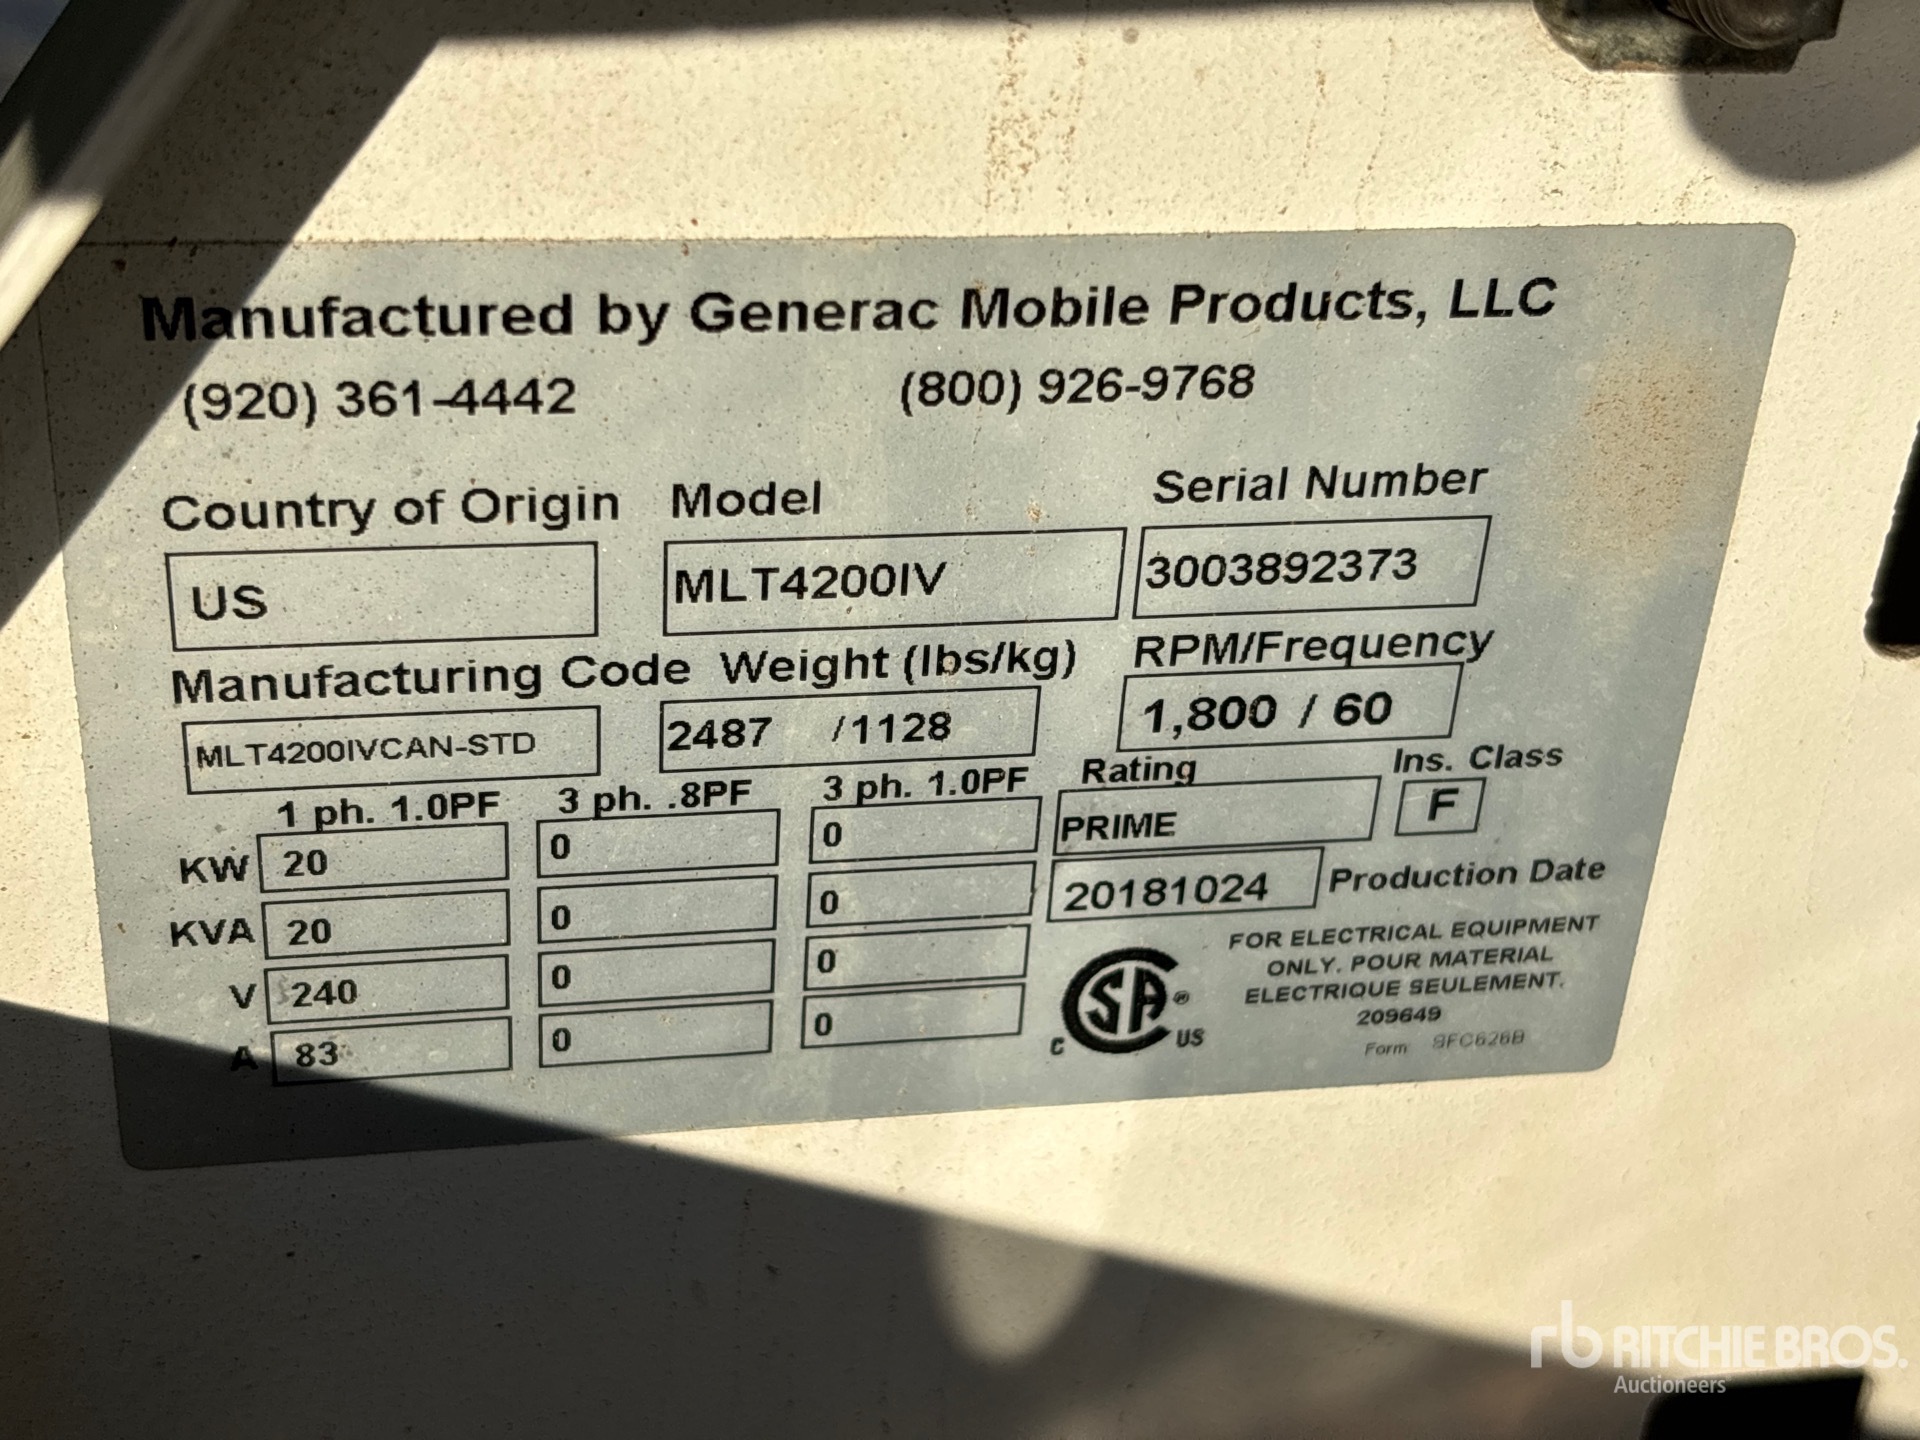 Manufactured by Generac Mobile Products, LLC
(920) 361-4442 (800) 926-9768
Country of Origin Model Serial Number
US MLT4200IV 3003892373
Manufacturing Code Weight (lbs/kg) RPM/Frequency
MLT4200IVCAN-STD 2487 /1128 1,800 / 60
1 ph. 1.0PF 3 ph. .8PF 3 ph. 1.0PF Rating Ins. Class
KW 20 0 0 PRIME F
KVA 20 0 0 20181024 Production Date
V 240 0 0
A 83 0 0
CSA® C US
FOR ELECTRICAL EQUIPMENT
ONLY. POUR MATERIAL
ELECTRIQUE SEULEMENT.
209649
Form
rb RITCHIE BROS.
Auctioneers